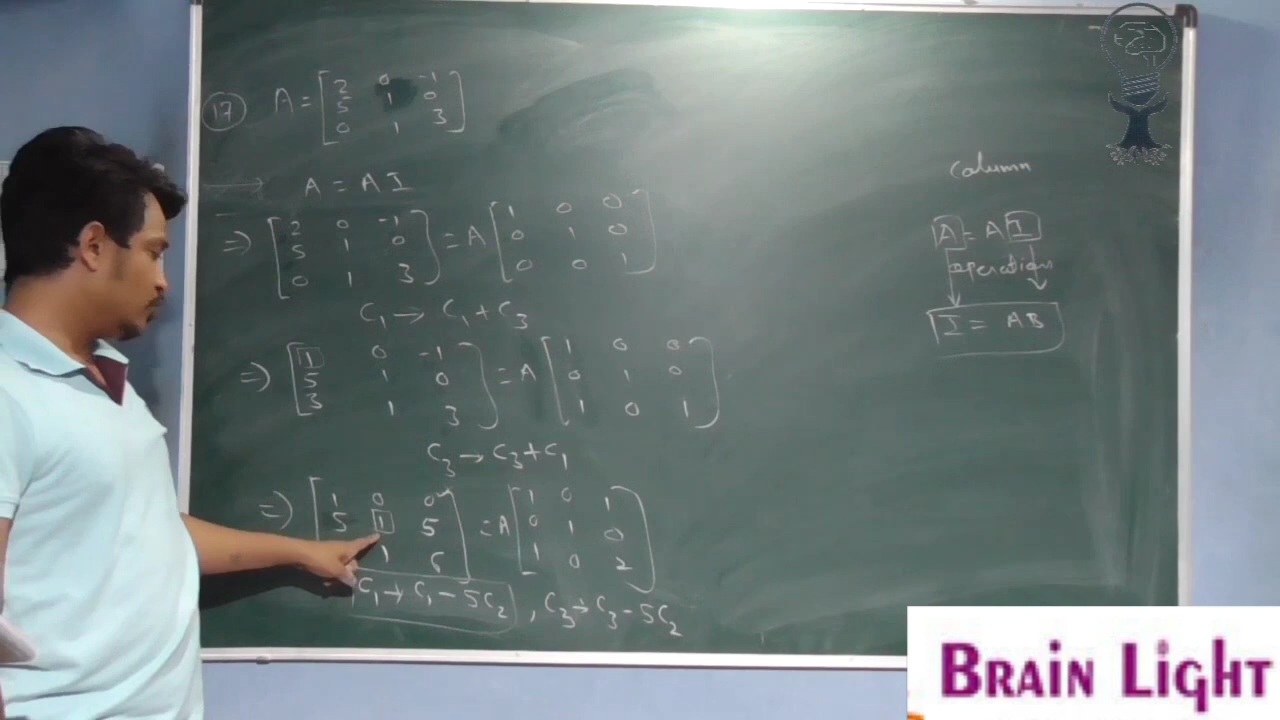 17 A = [ 2 0 -1
5 1 0
0 1 3 ]
→ A = A I
⇒ [ 2 0 -1
5 1 0
0 1 3 ] = A [ 1 0 0
0 1 0
0 0 1 ]
C₁ → C₁ + C₃
⇒ [ 1 0 -1
5 1 0
3 1 3 ] = A [ 1 0 0
0 1 0
1 0 1 ]
C₃ → C₃ + C₁
⇒ [ 1 0 0
5 1 5
1 6 ] = A [ 1 0 1
0 1 0
1 0 2 ]
C₁ → C₁ - 5C₂ , C₃ → C₃ - 5C₂
column
A = A I
operations
I = AB
BRAIN LIGHT